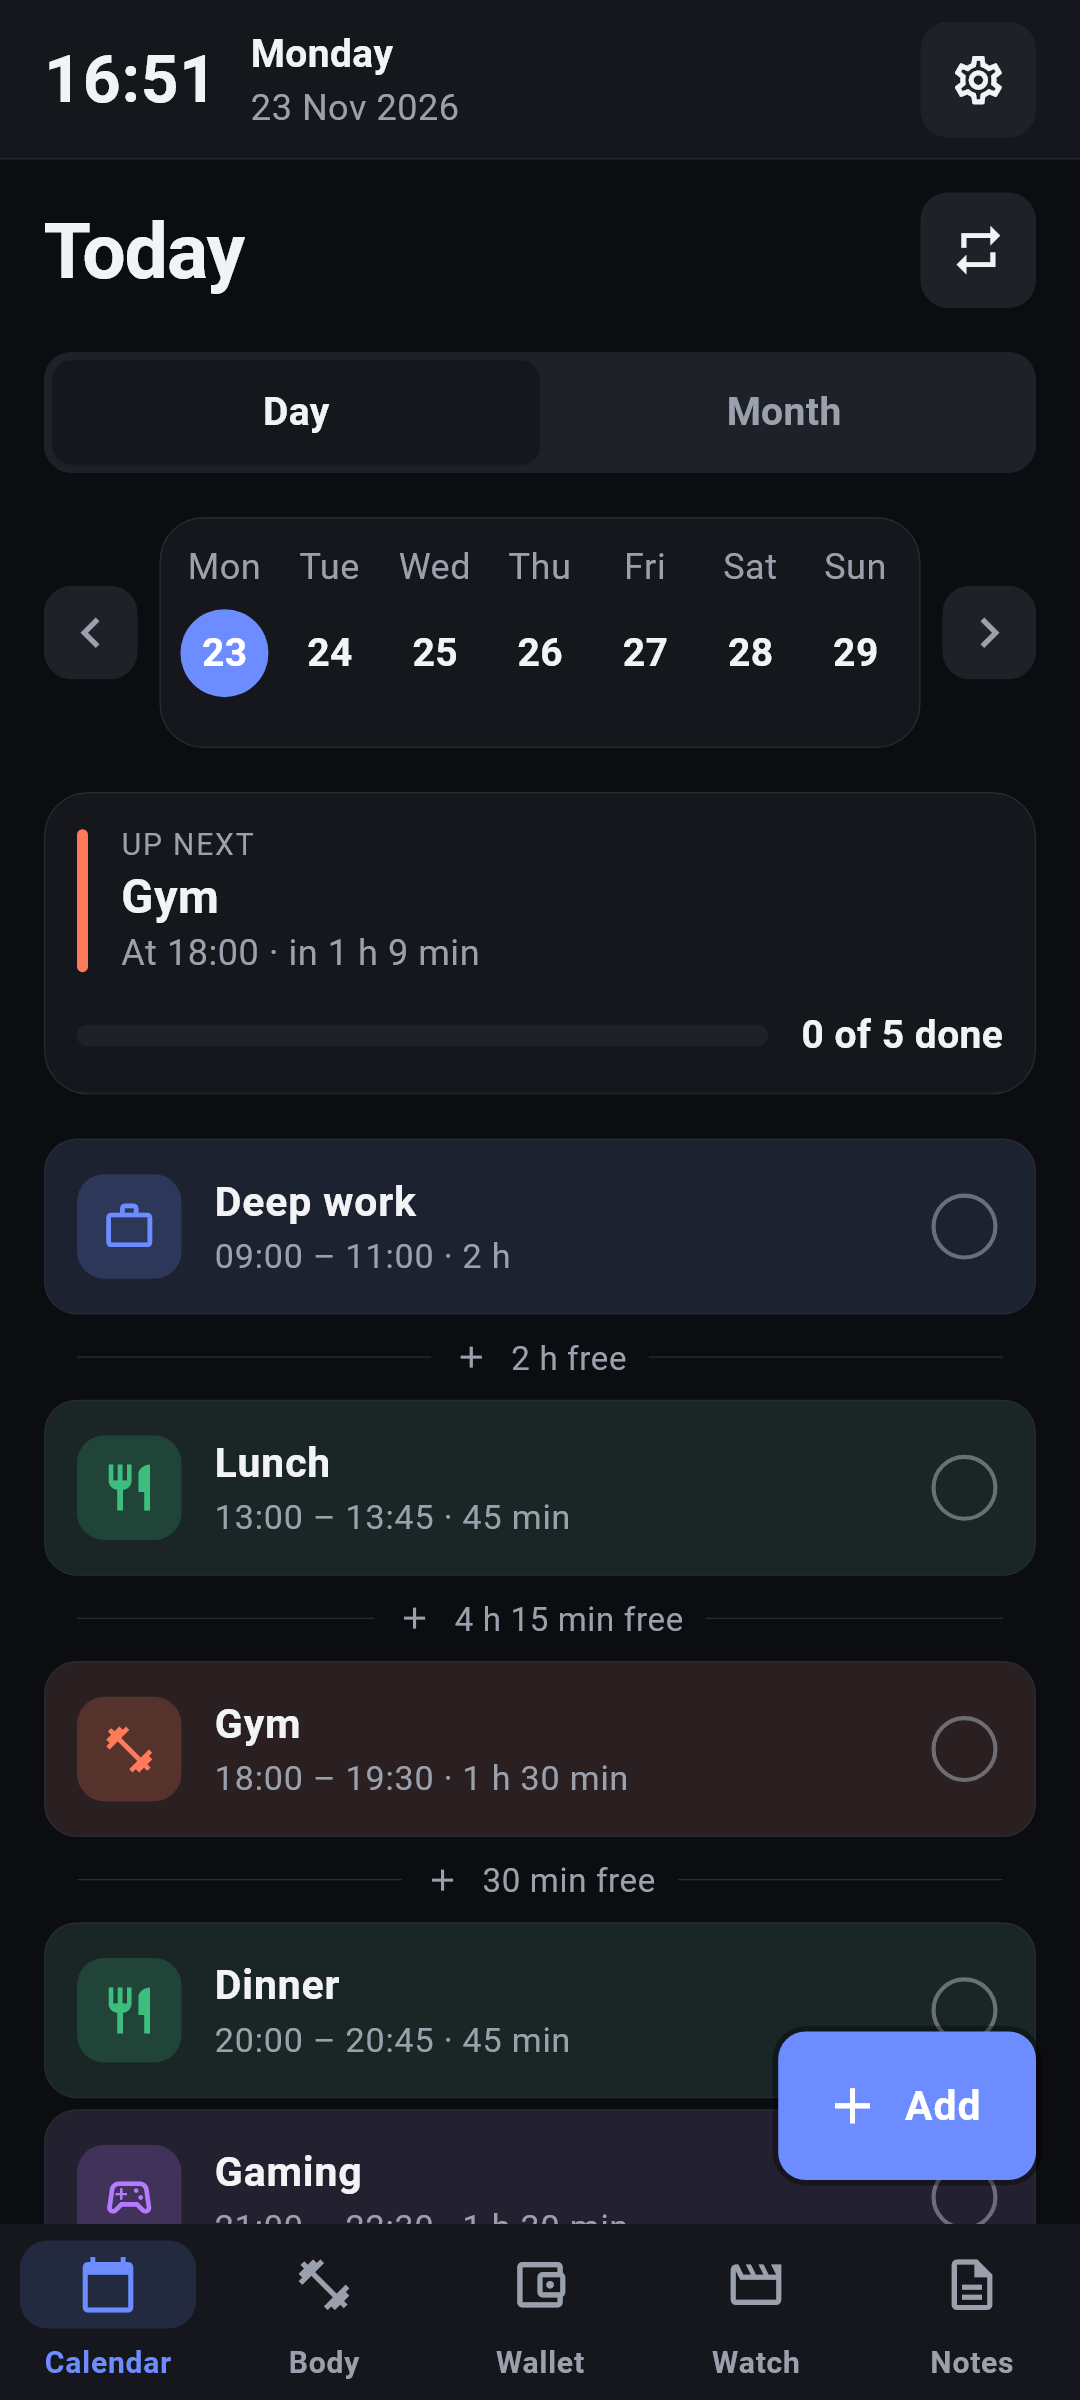 16:51
Monday
23 Nov 2026
Today
Day Month
Mon Tue Wed Thu Fri Sat Sun
23 24 25 26 27 28 29
UP NEXT
Gym
At 18:00 · in 1 h 9 min
0 of 5 done
Deep work
09:00 – 11:00 · 2 h
+ 2 h free
Lunch
13:00 – 13:45 · 45 min
+ 4 h 15 min free
Gym
18:00 – 19:30 · 1 h 30 min
+ 30 min free
Dinner
20:00 – 20:45 · 45 min
+ Add
Gaming
Calendar Body Wallet Watch Notes